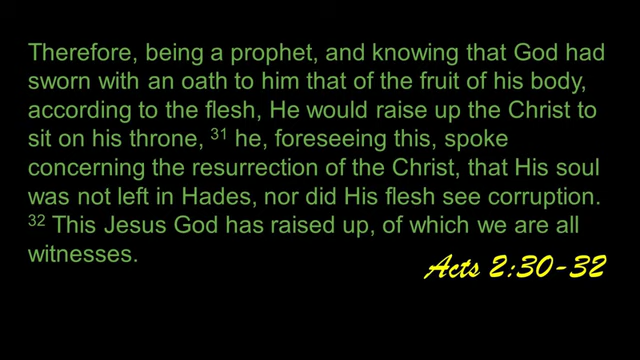 Therefore, being a prophet, and knowing that God had
sworn with an oath to him that of the fruit of his body,
according to the flesh, He would raise up the Christ to
sit on his throne, 31 he, foreseeing this, spoke
concerning the resurrection of the Christ, that His soul
was not left in Hades, nor did His flesh see corruption.
32 This Jesus God has raised up, of which we are all
witnesses.
Acts 2:30-32